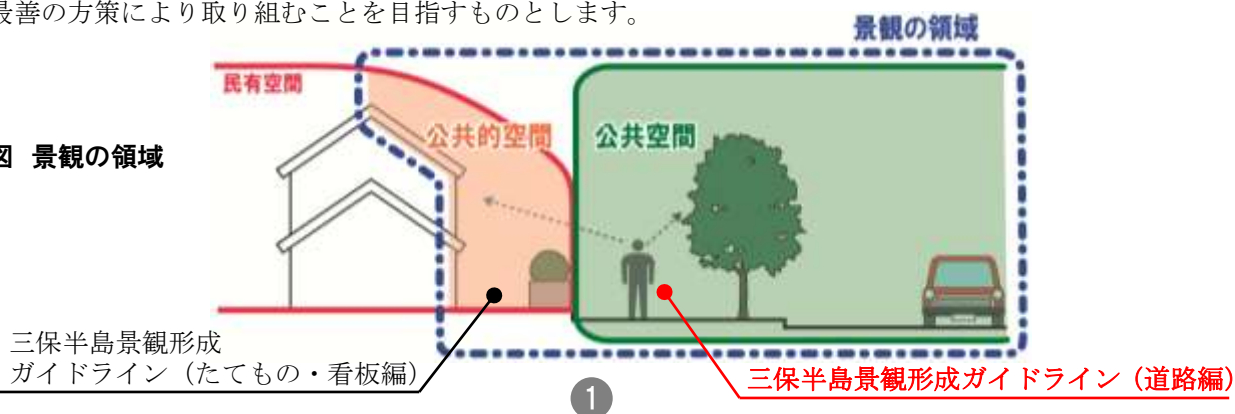 最善の方策により取り組むことを目指すものとします。
景観の領域
民有空間
公共的空間
公共空間
図 景観の領域
三保半島景観形成
ガイドライン（たてもの・看板編）
三保半島景観形成ガイドライン（道路編）
1